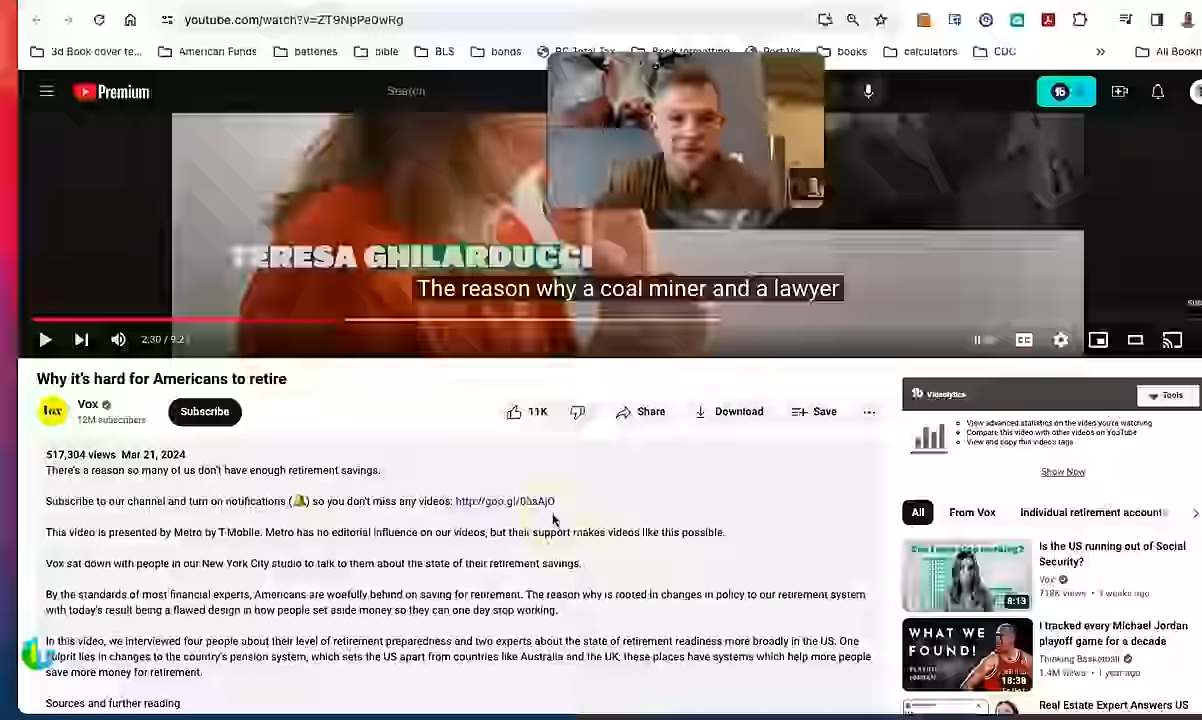 youtube.com/watch?v=ZT9NpPe0wRg
3d Book cover te...
American Funds
batteries
bible
BLS
bonds
books
calculators
CDC
»
All Bookm
Premium
Search
TERESA GHILARDUCCI
The reason why a coal miner and a lawyer
2:30 / 9:2
CC
Why it's hard for Americans to retire
Vox
12M subscribers
Subscribe
11K
Share
Download
Save
...
517,304 views Mar 21, 2024
There's a reason so many of us don't have enough retirement savings.
Subscribe to our channel and turn on notifications (🔔) so you don't miss any videos: http://goo.gl/0bsAjO
This video is presented by Metro by T-Mobile. Metro has no editorial influence on our videos, but their support makes videos like this possible.
Vox sat down with people in our New York City studio to talk to them about the state of their retirement savings.
By the standards of most financial experts, Americans are woefully behind on saving for retirement. The reason why is rooted in changes in policy to our retirement system
with today's result being a flawed design in how people set aside money so they can one day stop working.
In this video, we interviewed four people about their level of retirement preparedness and two experts about the state of retirement readiness more broadly in the US. One
culprit lies in changes to the country's pension system, which sets the US apart from countries like Australia and the UK; these places have systems which help more people
save more money for retirement.
Sources and further reading
Videolytics
Tools
View advanced statistics on the video you're watching
Compare this video with other videos on YouTube
View and copy this videos tags
Show Now
All
From Vox
Individual retirement accounts
Is the US running out of Social
Security?
Vox
8:13
I tracked every Michael Jordan
playoff game for a decade
Thinking Basketball
1.4M views • 1 year ago
WHAT WE
FOUND!
18:38
Real Estate Expert Answers US